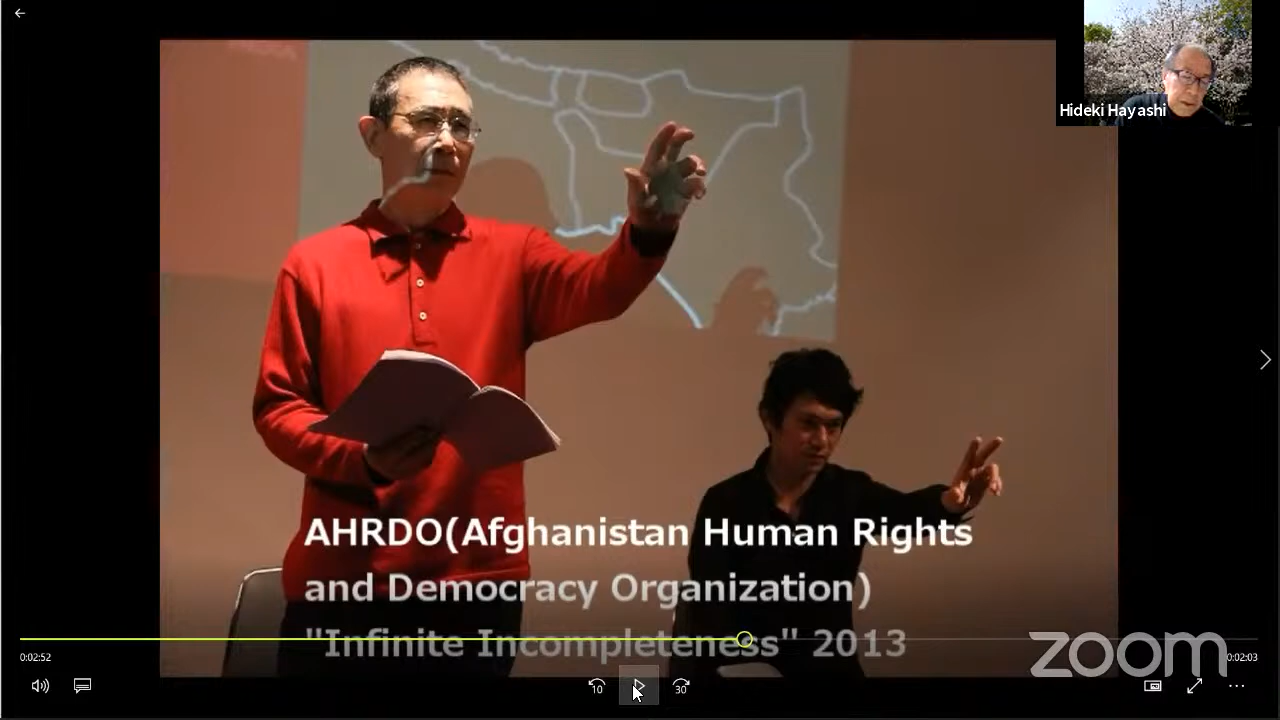 Hideki Hayashi
AHRDO(Afghanistan Human Rights
and Democracy Organization)
"Infinite Incompleteness" 2013
zoom
0:02:52
0:02:03
10
30